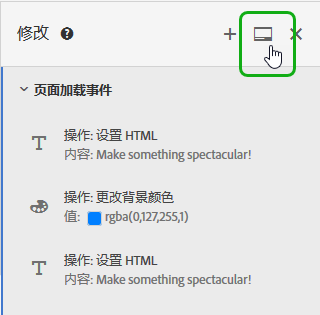 修改
页面加载事件
操作: 设置 HTML
内容: Make something spectacular!
操作: 更改背景颜色
值: rgba(0,127,255,1)
操作: 设置 HTML
内容: Make something spectacular!